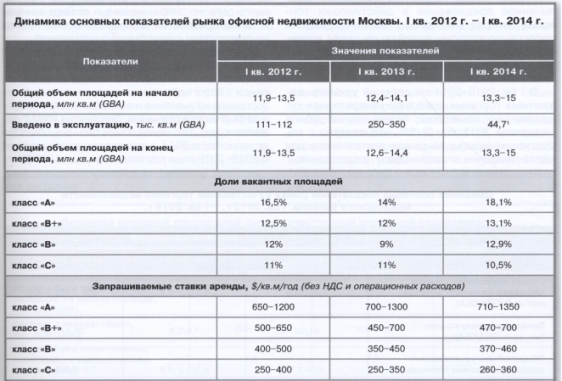 Динамика основных показателей рынка офисной недвижимости Москвы. I кв. 2012 г. – I кв. 2014 г.
Показатели
Значения показателей
I кв. 2012 г. I кв. 2013 г. I кв. 2014 г.
Общий объем площадей на начало
периода, млн кв.м (GBA) 11,9–13,5 12,4–14,1 13,3–15
Введено в эксплуатацию, тыс. кв.м (GBA) 111–112 250–350 44,7¹
Общий объем площадей на конец
периода, млн кв.м (GBA) 11,9–13,5 12,6–14,4 13,3–15
Доли вакантных площадей
класс «А» 16,5% 14% 18,1%
класс «В+» 12,5% 12% 13,1%
класс «В» 12% 9% 12,9%
класс «С» 11% 11% 10,5%
Запрашиваемые ставки аренды, $/кв.м/год (без НДС и операционных расходов)
класс «А» 650–1200 700–1300 710–1350
класс «В+» 500–650 450–700 470–700
класс «В» 400–500 350–450 370–460
класс «С» 250–400 250–350 260–360